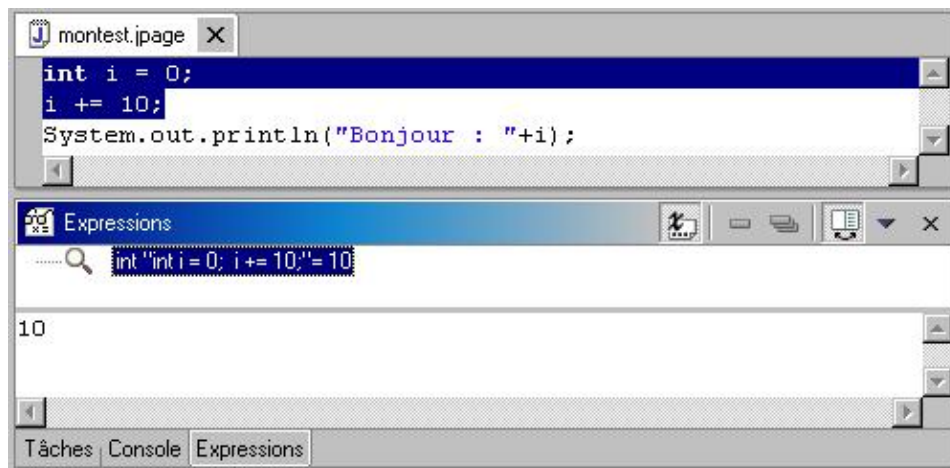 montest.jpage
int i = 0;
i += 10;
System.out.println("Bonjour : "+i);
Expressions
int "int i = 0;  i += 10;"= 10
10
Tâches Console Expressions